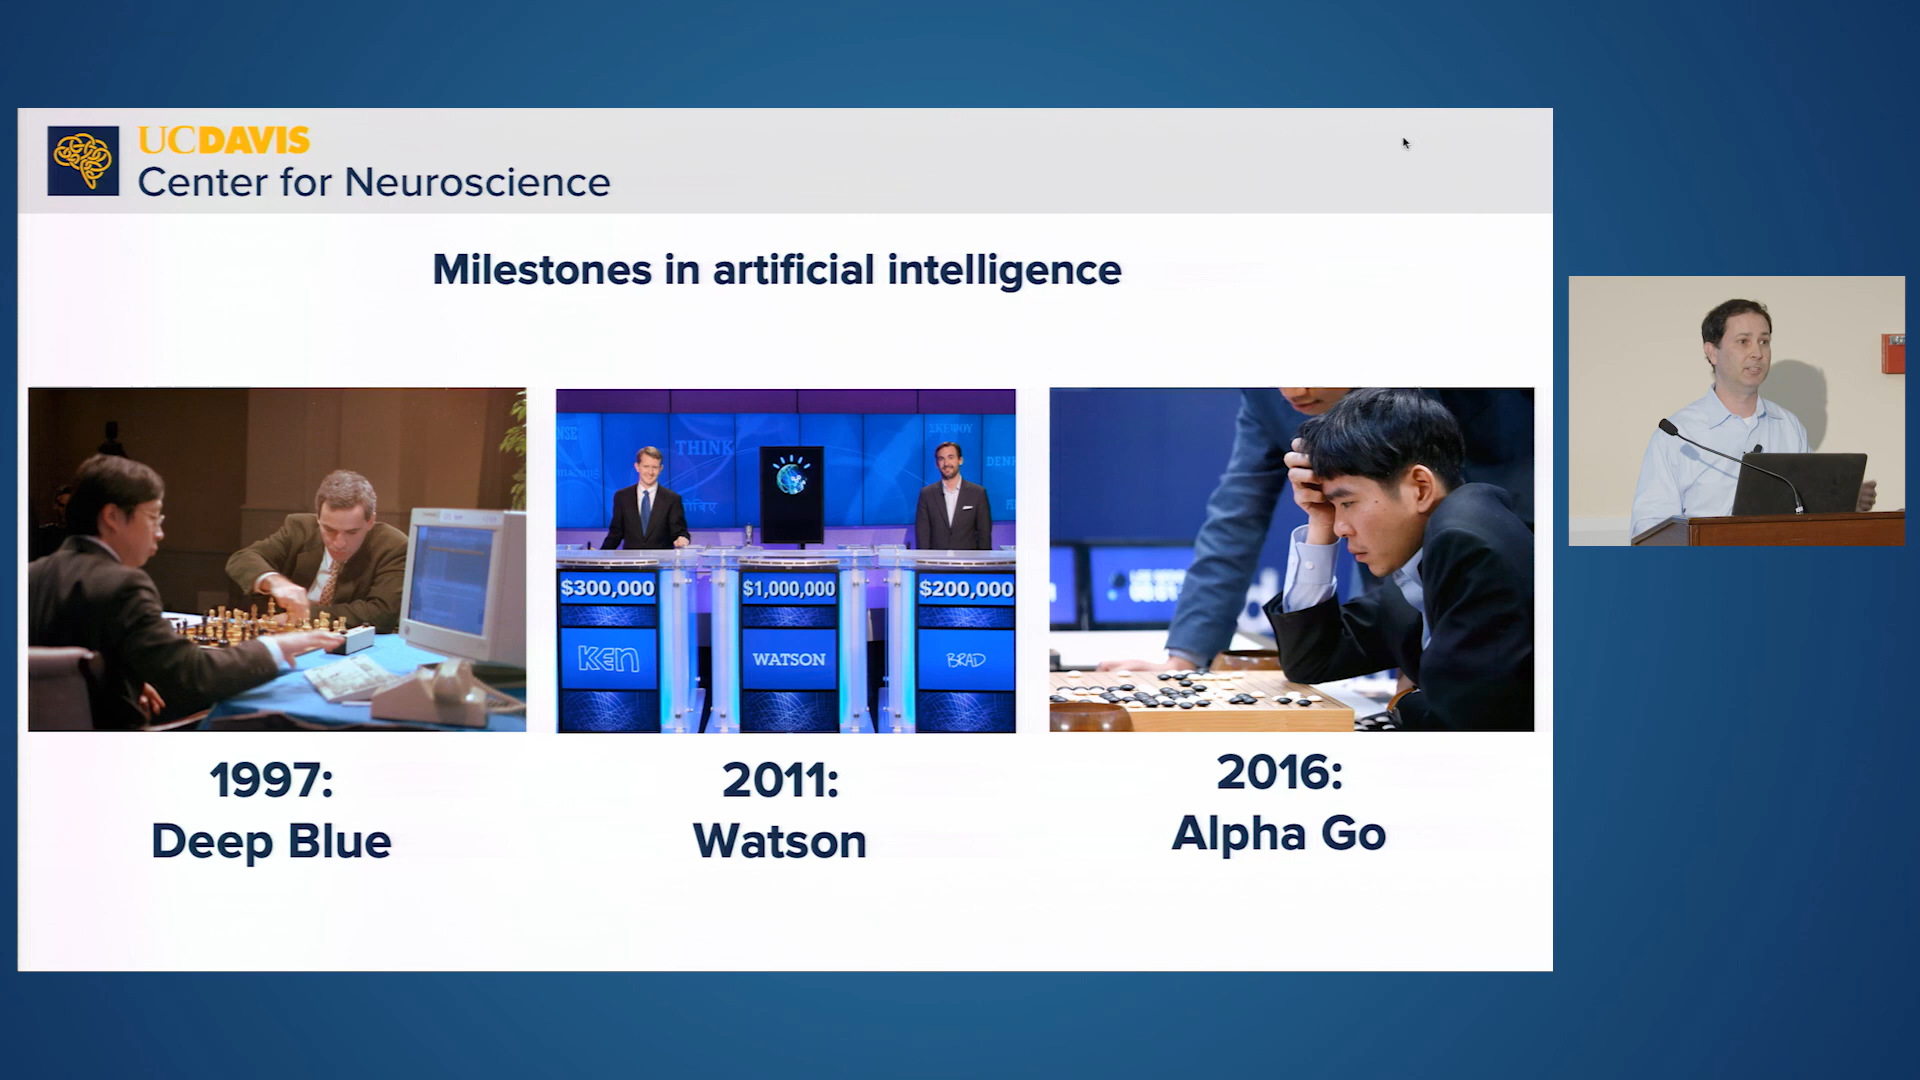 UCDAVIS
Center for Neuroscience
Milestones in artificial intelligence
THINK
ΣΚΕΨΟΥ
$300,000
$1,000,000
$200,000
KEN
WATSON
BRAD
1997:
Deep Blue
2011:
Watson
2016:
Alpha Go